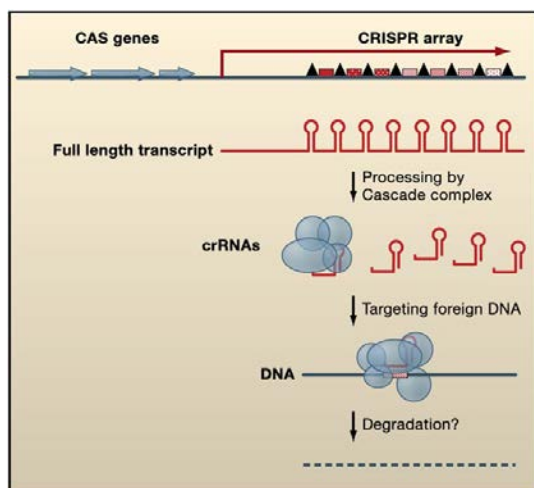 CAS genes
CRISPR array
Full length transcript
Processing by
Cascade complex
crRNAs
Targeting foreign DNA
DNA
Degradation?